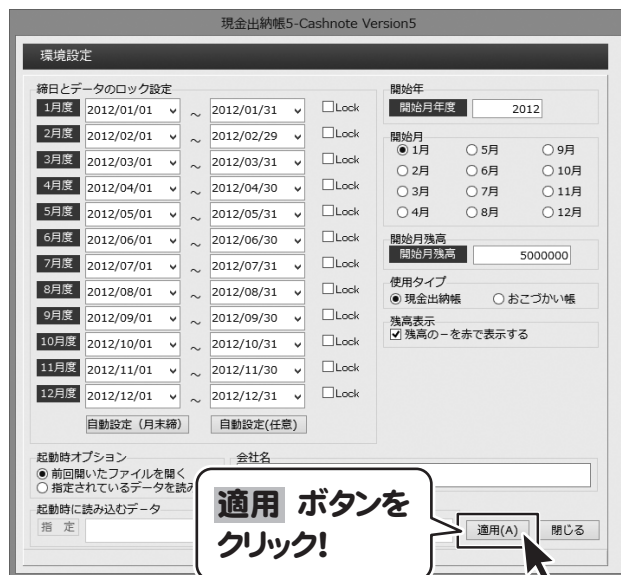 現金出納帳5-Cashnote Version5
環境設定
締日とデータのロック設定
1月度 2012/01/01 ～ 2012/01/31 Lock
2月度 2012/02/01 ～ 2012/02/29 Lock
3月度 2012/03/01 ～ 2012/03/31 Lock
4月度 2012/04/01 ～ 2012/04/30 Lock
5月度 2012/05/01 ～ 2012/05/31 Lock
6月度 2012/06/01 ～ 2012/06/30 Lock
7月度 2012/07/01 ～ 2012/07/31 Lock
8月度 2012/08/01 ～ 2012/08/31 Lock
9月度 2012/09/01 ～ 2012/09/30 Lock
10月度 2012/10/01 ～ 2012/10/31 Lock
11月度 2012/11/01 ～ 2012/11/30 Lock
12月度 2012/12/01 ～ 2012/12/31 Lock
自動設定（月末締） 自動設定(任意)
開始年
開始月年度 2012
開始月
1月 5月 9月
2月 6月 10月
3月 7月 11月
4月 8月 12月
開始月残高
開始月残高 5000000
使用タイプ
現金出納帳 おこづかい帳
残高表示
残高の－を赤で表示する
起動時オプション
前回開いたファイルを開く
指定されているデータを読み
会社名
起動時に読み込むデータ
指 定
適用 ボタンを
クリック!
適用(A) 閉じる